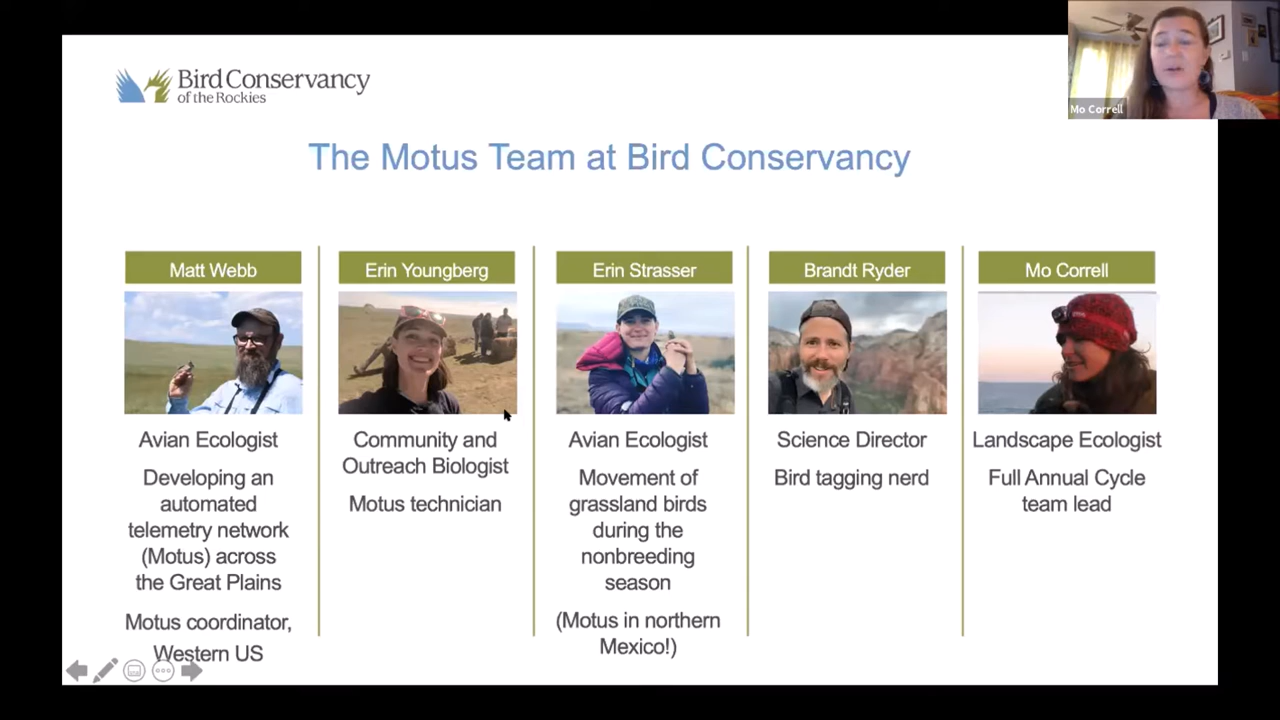 Bird Conservancy
of the Rockies
Mo Correll
The Motus Team at Bird Conservancy
Matt Webb
Avian Ecologist
Developing an
automated
telemetry network
(Motus) across
the Great Plains
Motus coordinator,
Western US
Erin Youngberg
Community and
Outreach Biologist
Motus technician
Erin Strasser
Avian Ecologist
Movement of
grassland birds
during the
nonbreeding
season
(Motus in northern
Mexico!)
Brandt Ryder
Science Director
Bird tagging nerd
Mo Correll
Landscape Ecologist
Full Annual Cycle
team lead